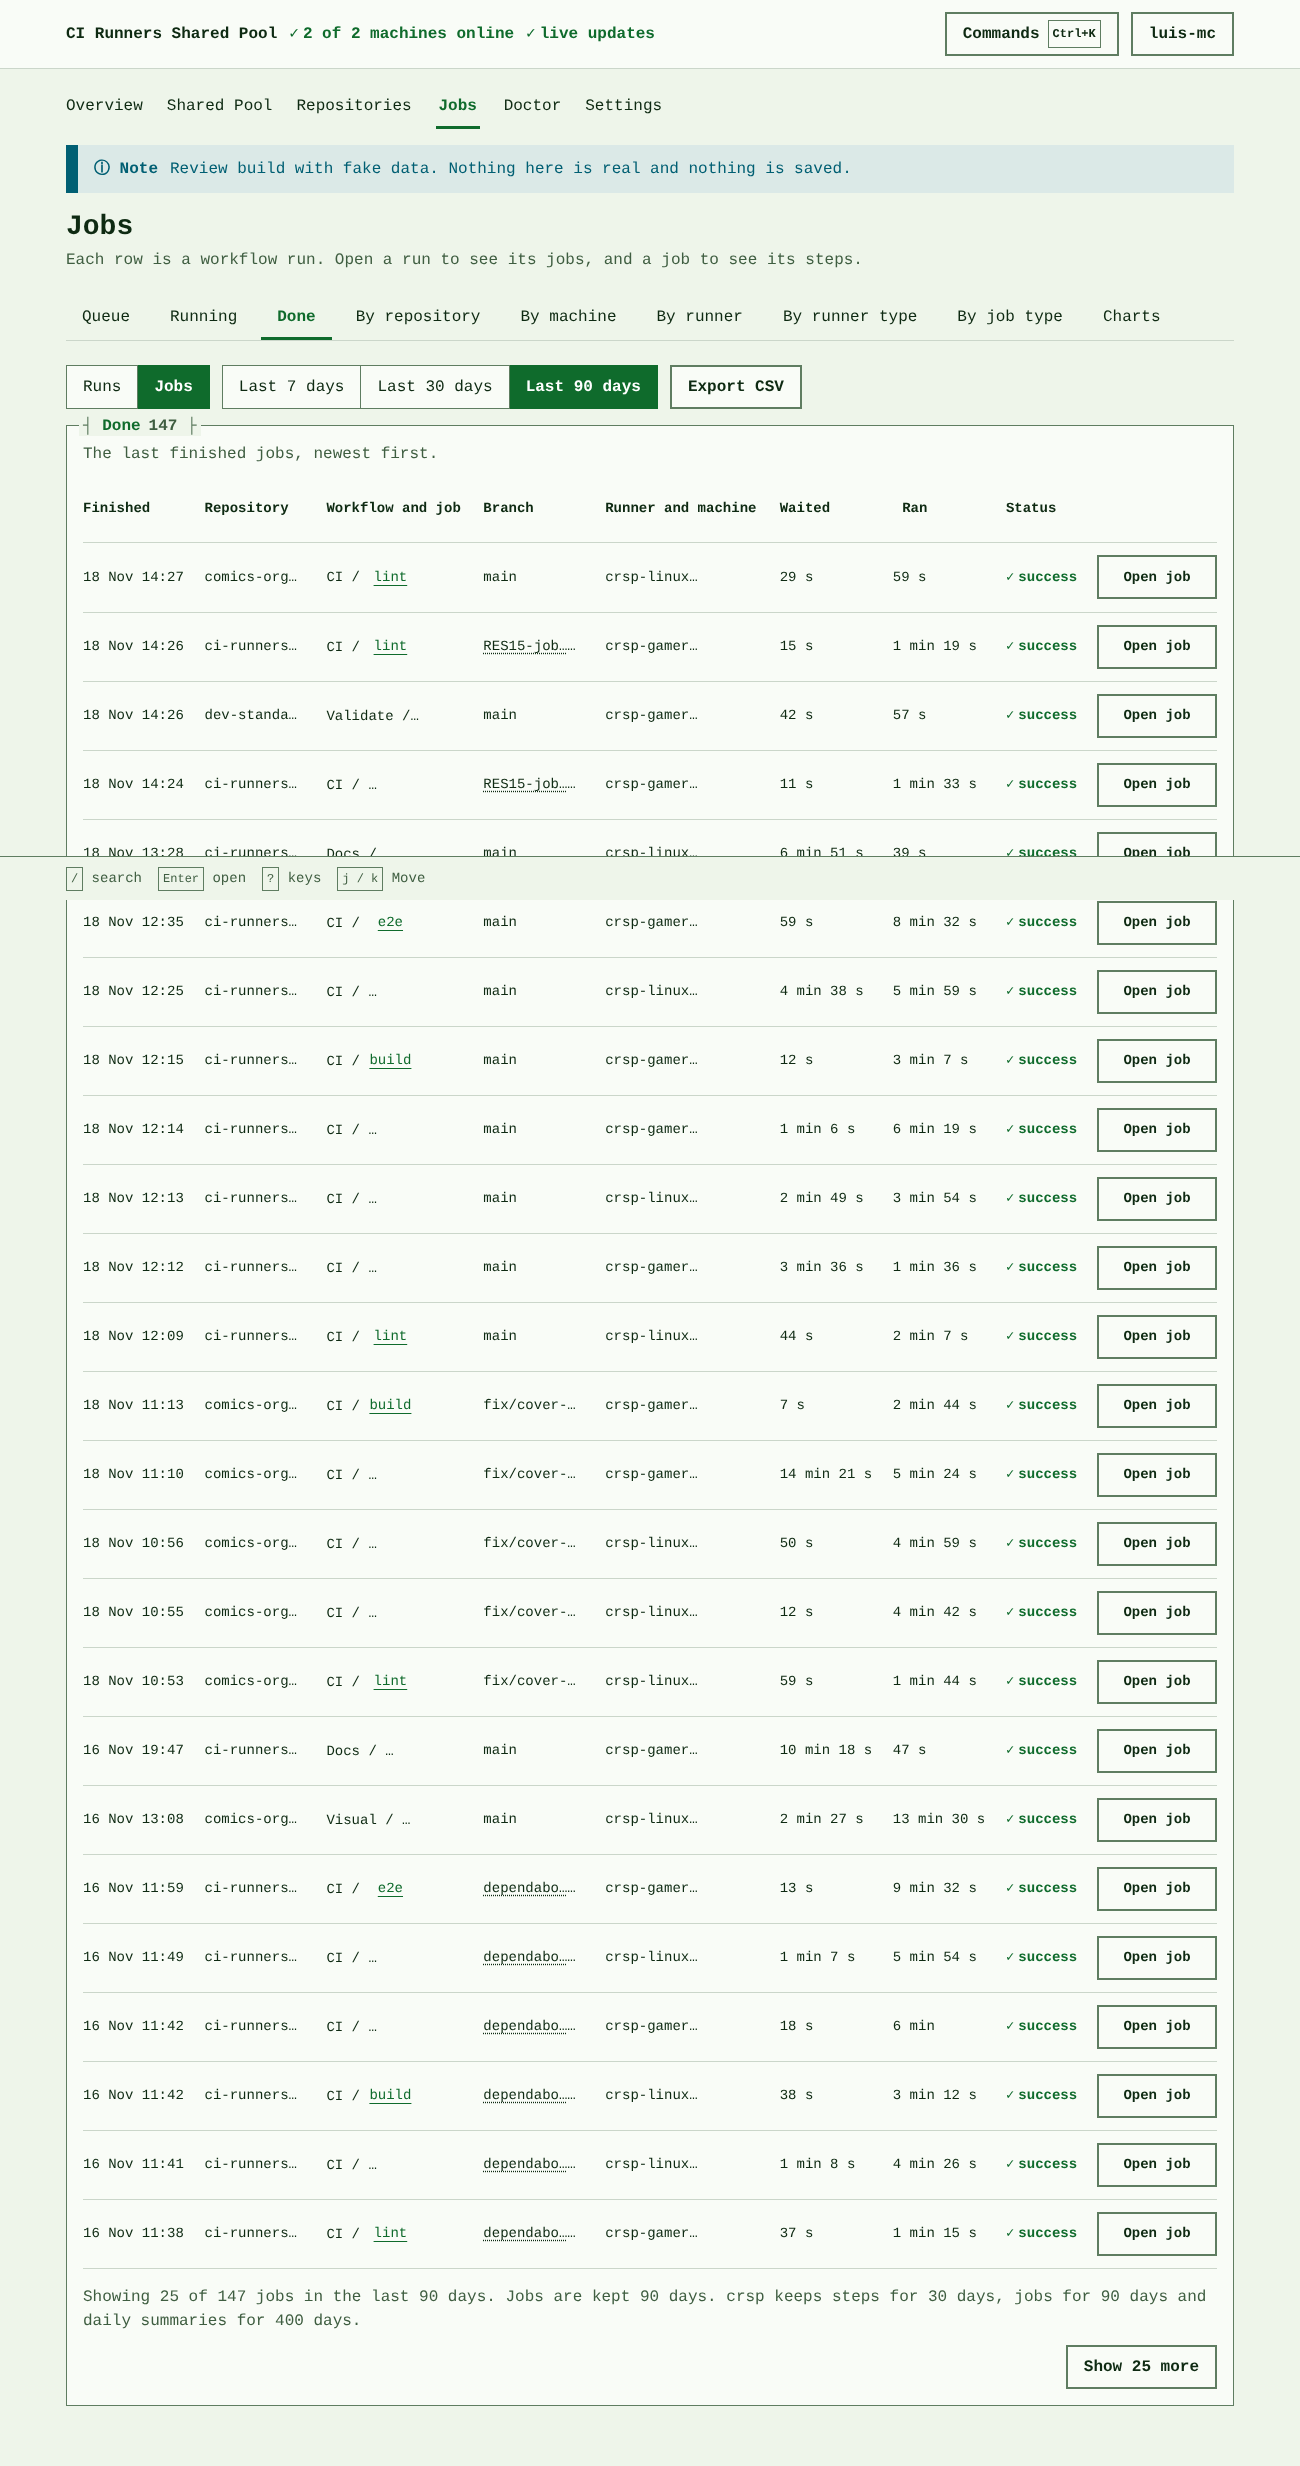 CI Runners Shared Pool ✓ 2 of 2 machines online ✓ live updates Commands Ctrl+K luis-mc
Overview Shared Pool Repositories Jobs Doctor Settings
ⓘ Note Review build with fake data. Nothing here is real and nothing is saved.
Jobs
Each row is a workflow run. Open a run to see its jobs, and a job to see its steps.
Queue Running Done By repository By machine By runner By runner type By job type Charts
Runs Jobs Last 7 days Last 30 days Last 90 days Export CSV
┤ Done 147 ├
The last finished jobs, newest first.
Finished Repository Workflow and job Branch Runner and machine Waited Ran Status
18 Nov 14:27 comics-org… CI / lint main crsp-linux… 29 s 59 s ✓ success Open job
18 Nov 14:26 ci-runners… CI / lint RES15-job…… crsp-gamer… 15 s 1 min 19 s ✓ success Open job
18 Nov 14:26 dev-standa… Validate /… main crsp-gamer… 42 s 57 s ✓ success Open job
18 Nov 14:24 ci-runners… CI / … RES15-job…… crsp-gamer… 11 s 1 min 33 s ✓ success Open job
18 Nov 13:28 ci-runners… Docs / main crsp-linux… 6 min 51 s 39 s ✓ success Open job
/ search Enter open ? keys j / k Move
18 Nov 12:35 ci-runners… CI / e2e main crsp-gamer… 59 s 8 min 32 s ✓ success Open job
18 Nov 12:25 ci-runners… CI / … main crsp-linux… 4 min 38 s 5 min 59 s ✓ success Open job
18 Nov 12:15 ci-runners… CI / build main crsp-gamer… 12 s 3 min 7 s ✓ success Open job
18 Nov 12:14 ci-runners… CI / … main crsp-gamer… 1 min 6 s 6 min 19 s ✓ success Open job
18 Nov 12:13 ci-runners… CI / … main crsp-linux… 2 min 49 s 3 min 54 s ✓ success Open job
18 Nov 12:12 ci-runners… CI / … main crsp-gamer… 3 min 36 s 1 min 36 s ✓ success Open job
18 Nov 12:09 ci-runners… CI / lint main crsp-linux… 44 s 2 min 7 s ✓ success Open job
18 Nov 11:13 comics-org… CI / build fix/cover-… crsp-gamer… 7 s 2 min 44 s ✓ success Open job
18 Nov 11:10 comics-org… CI / … fix/cover-… crsp-gamer… 14 min 21 s 5 min 24 s ✓ success Open job
18 Nov 10:56 comics-org… CI / … fix/cover-… crsp-linux… 50 s 4 min 59 s ✓ success Open job
18 Nov 10:55 comics-org… CI / … fix/cover-… crsp-linux… 12 s 4 min 42 s ✓ success Open job
18 Nov 10:53 comics-org… CI / lint fix/cover-… crsp-linux… 59 s 1 min 44 s ✓ success Open job
16 Nov 19:47 ci-runners… Docs / … main crsp-gamer… 10 min 18 s 47 s ✓ success Open job
16 Nov 13:08 comics-org… Visual / … main crsp-linux… 2 min 27 s 13 min 30 s ✓ success Open job
16 Nov 11:59 ci-runners… CI / e2e dependabo…… crsp-gamer… 13 s 9 min 32 s ✓ success Open job
16 Nov 11:49 ci-runners… CI / … dependabo…… crsp-linux… 1 min 7 s 5 min 54 s ✓ success Open job
16 Nov 11:42 ci-runners… CI / … dependabo…… crsp-gamer… 18 s 6 min ✓ success Open job
16 Nov 11:42 ci-runners… CI / build dependabo…… crsp-linux… 38 s 3 min 12 s ✓ success Open job
16 Nov 11:41 ci-runners… CI / … dependabo…… crsp-linux… 1 min 8 s 4 min 26 s ✓ success Open job
16 Nov 11:38 ci-runners… CI / lint dependabo…… crsp-gamer… 37 s 1 min 15 s ✓ success Open job
Showing 25 of 147 jobs in the last 90 days. Jobs are kept 90 days. crsp keeps steps for 30 days, jobs for 90 days and
daily summaries for 400 days.
Show 25 more